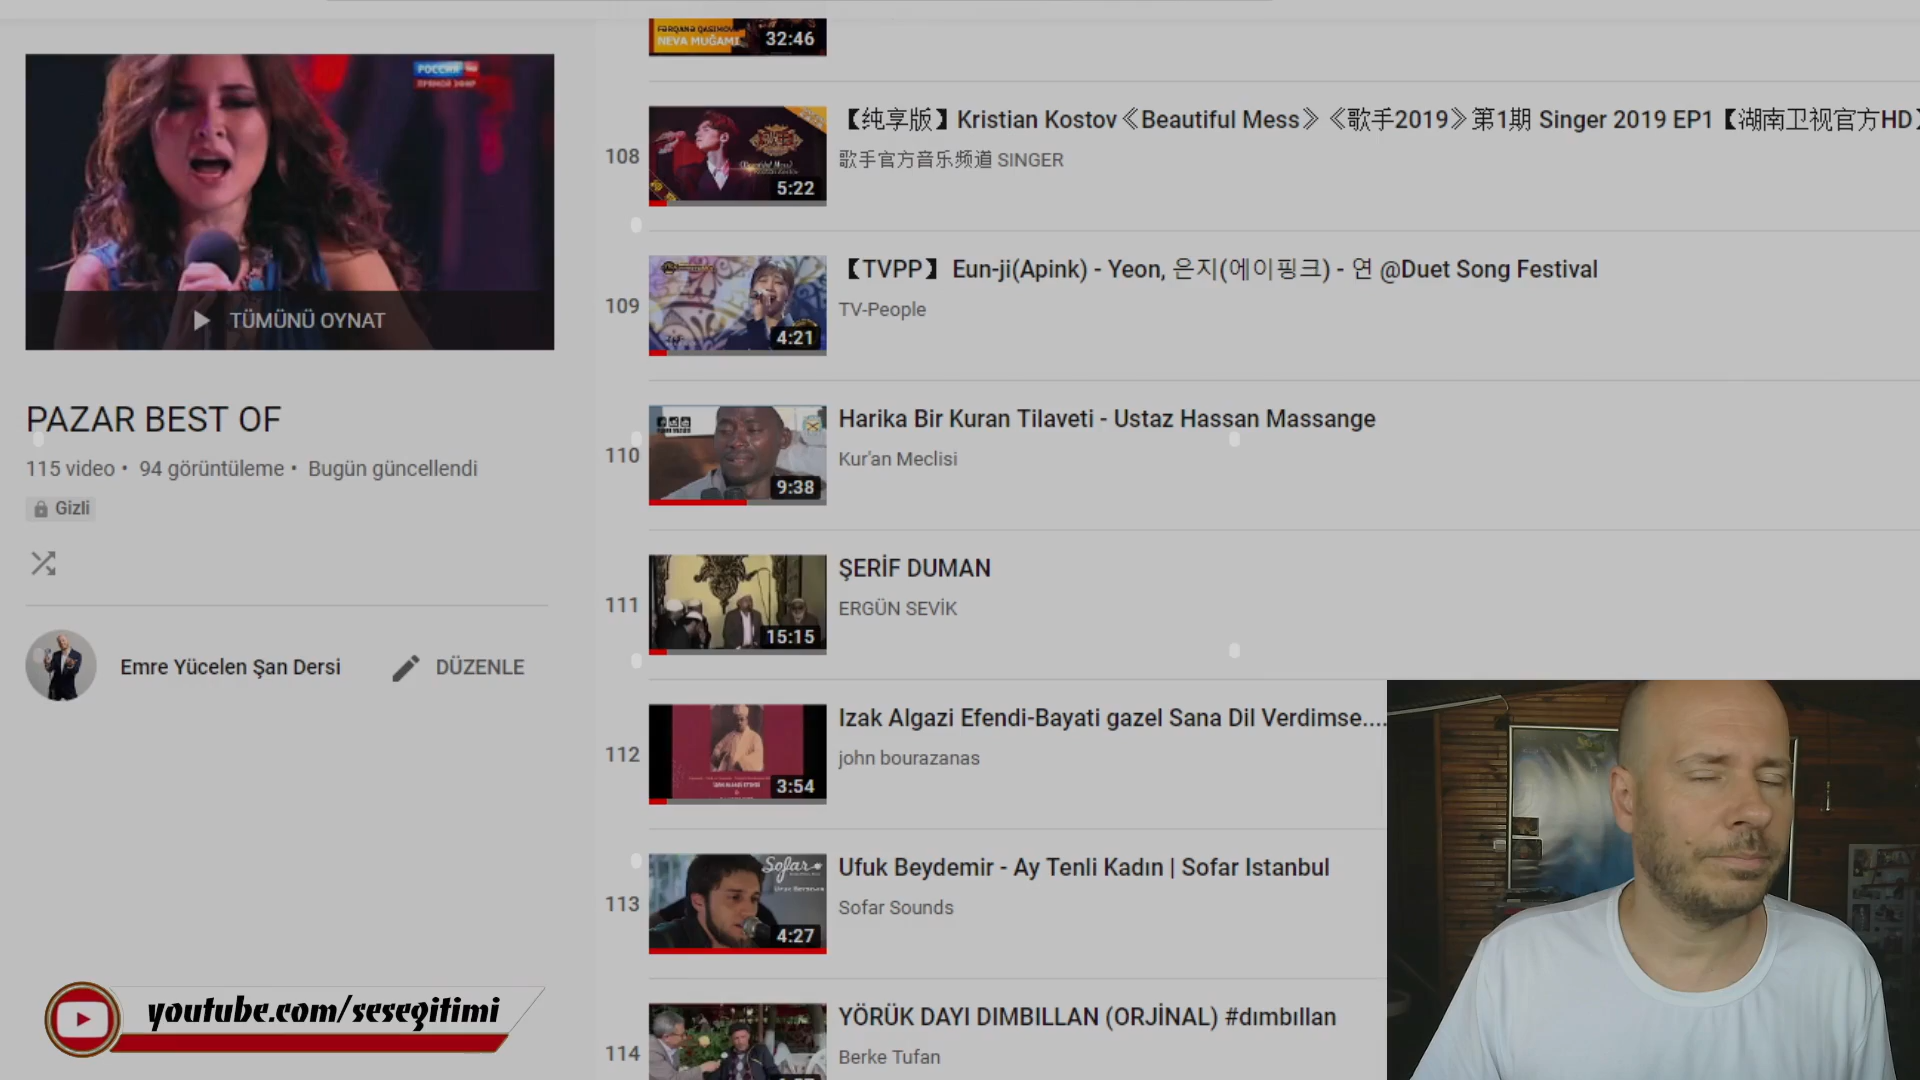 РОССИЯ
ПРЯМОЙ ЭФИР
TÜMÜNÜ OYNAT
PAZAR BEST OF
115 video • 94 görüntüleme • Bugün güncellendi
Gizli
Emre Yücelen Şan Dersi
DÜZENLE
youtube.com/sesegitimi
FƏRQANƏ QASIMOVA
NEVA MUĞAMI
32:46
108
5:22
【纯享版】Kristian Kostov《Beautiful Mess》《歌手2019》第1期 Singer 2019 EP1【湖南卫视官方HD】
歌手官方音乐频道 SINGER
109
4:21
【TVPP】 Eun-ji(Apink) - Yeon, 은지(에이핑크) - 연 @Duet Song Festival
TV-People
110
9:38
Harika Bir Kuran Tilaveti - Ustaz Hassan Massange
Kur'an Meclisi
111
15:15
ŞERİF DUMAN
ERGÜN SEVİK
112
3:54
Izak Algazi Efendi-Bayati gazel Sana Dil Verdimse....
john bourazanas
113
Sofar
4:27
Ufuk Beydemir - Ay Tenli Kadın | Sofar Istanbul
Sofar Sounds
114
YÖRÜK DAYI DIMBILLAN (ORJİNAL) #dımbıllan
Berke Tufan